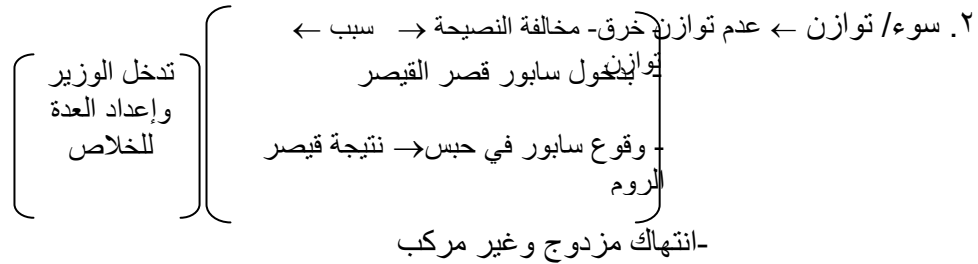 ٢. سوء/ توازن ← عدم توازن خرق- مخالفة النصيحة → سبب ← توازن
- بدخول سابور قصر القيصر
- وقوع سابور في حبس→ نتيجة قيصر
الروم
تدخل الوزير
وإعداد العدة
للخلاص
-انتهاك مزدوج وغير مركب